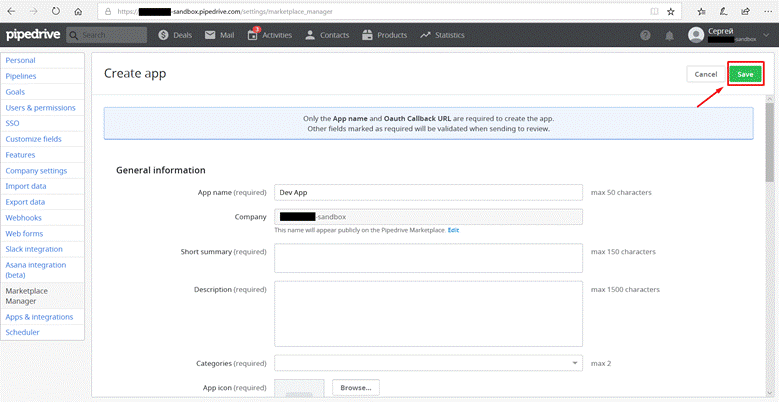 https://
-sandbox.pipedrive.com/settings/marketplace_manager
pipedrive
Search
Deals
Mail
3
Activities
Contacts
Products
Statistics
?
Сергей
-sandbox
Personal
Pipelines
Goals
Users & permissions
SSO
Customize fields
Features
Company settings
Import data
Export data
Webhooks
Web forms
Slack integration
Asana integration
(beta)
Marketplace
Manager
Apps & integrations
Scheduler
Create app
Cancel
Save
Only the App name and Oauth Callback URL are required to create the app.
Other fields marked as required will be validated when sending to review.
General information
App name (required)
Dev App
max 50 characters
Company
-sandbox
This name will appear publicly on the Pipedrive Marketplace. Edit
Short summary (required)
max 150 characters
Description (required)
max 1500 characters
Categories (required)
max 2
App icon (required)
Browse...